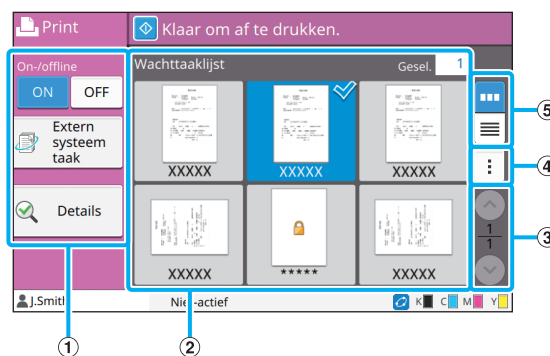 Print
Klaar om af te drukken.
On-/offline
ON OFF
Extern
systeem
taak
Details
Wachttaaklijst
Gesel. 1
XXXXX XXXXX XXXXX
XXXXX ***** XXXXX
1
1
J.Smith
Niet-actief
K C M Y
⑤
④
③
①
②